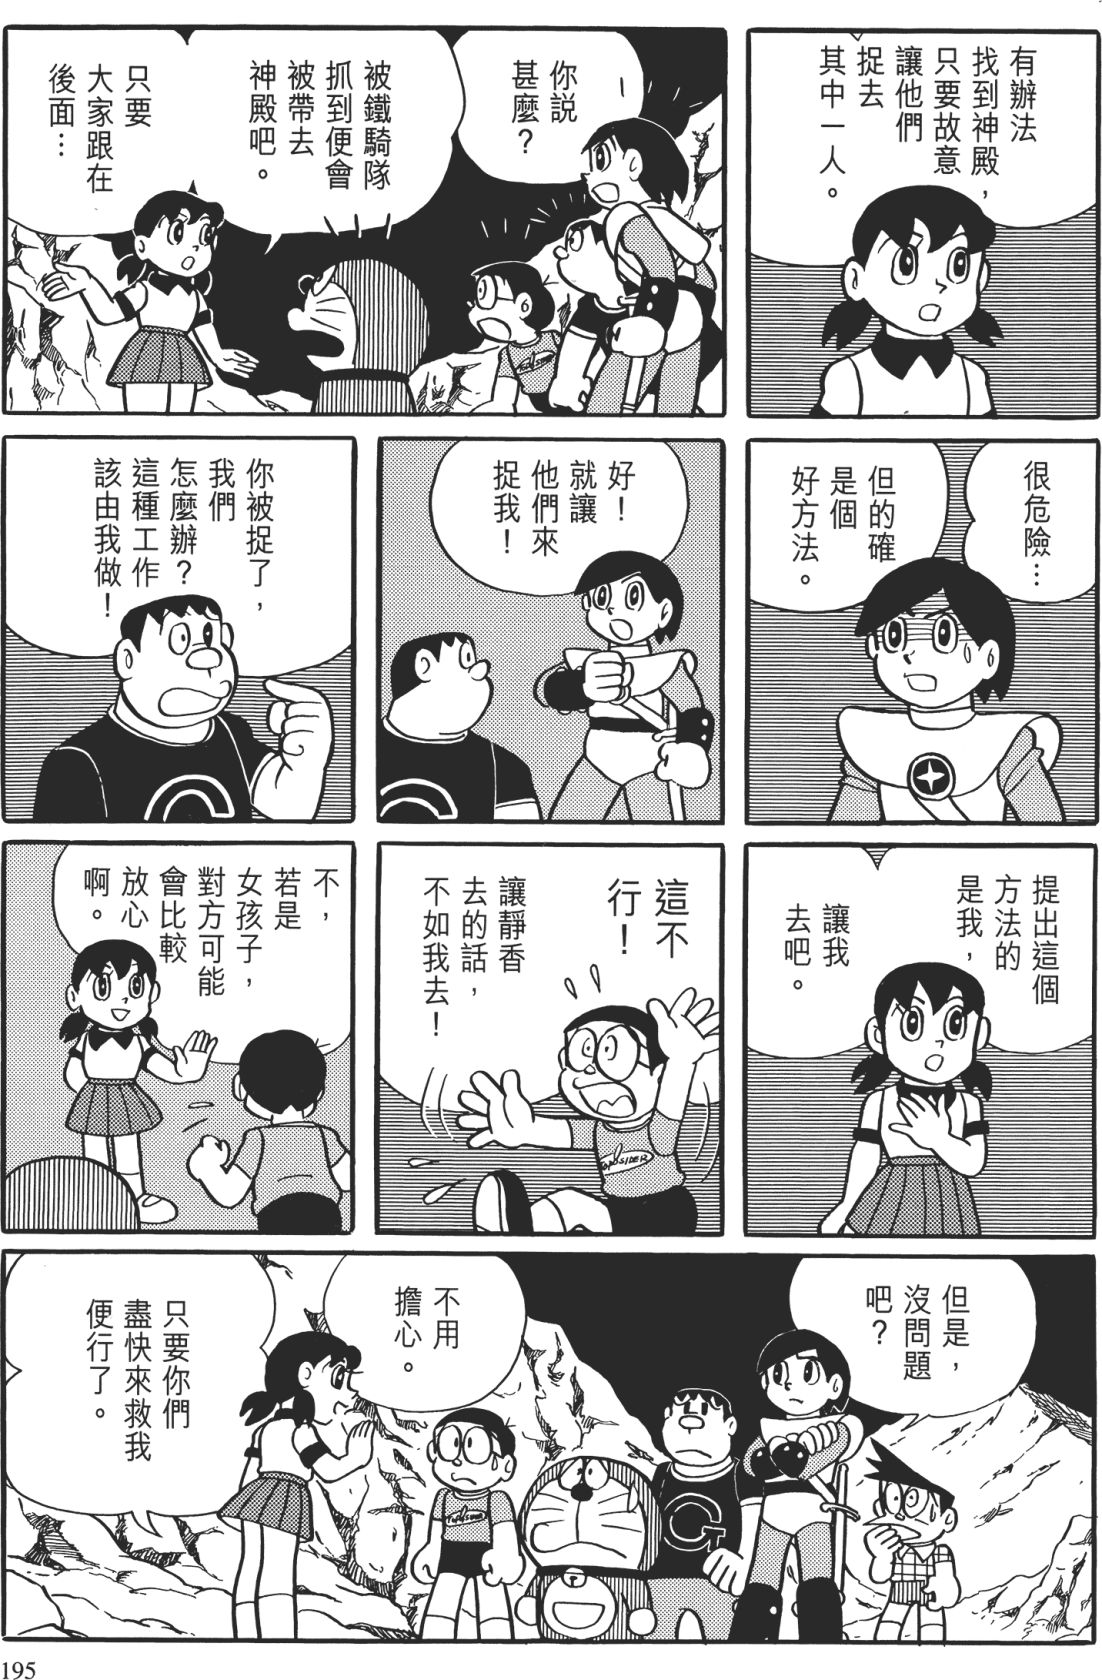 有辦法
找到神殿，
只要故意
讓他們
捉去
其中一人。
你說
甚麼？
被鐵騎隊
抓到便會
被帶去
神殿吧。
只要
大家跟在
後面…
很危險…
但的確
是個
好方法。
好！
就讓
他們來
捉我！
你被捉了，
我們
怎麼辦？
這種工作
該由我做！
提出這個
方法的
是我，
讓我
去吧。
這不
行！
讓靜香
去的話，
不如我去！
TOPSIDER
不，
若是
女孩子，
對方可能
會比較
放心
啊。
但是，
沒問題
吧？
不用
擔心。
只要你們
盡快來救我
便行了。
G
195